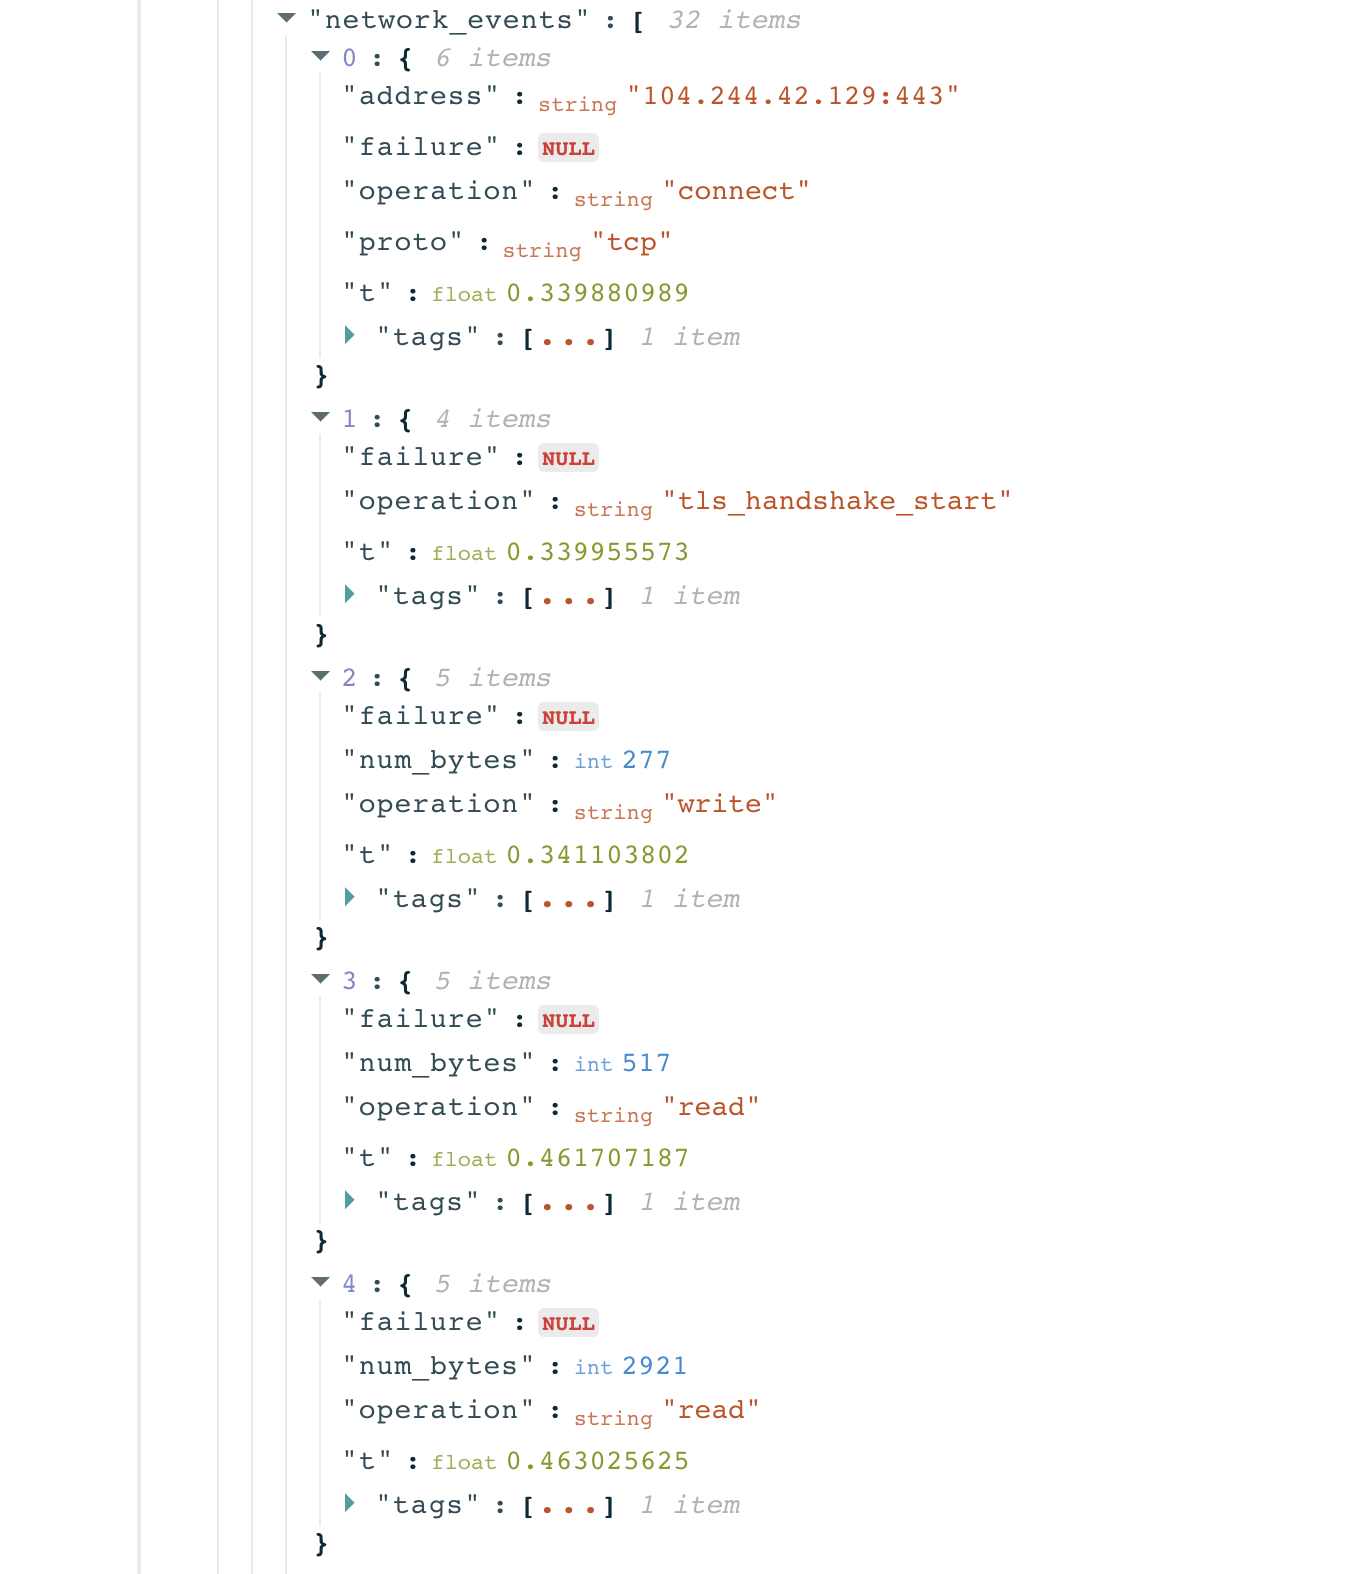 "network_events" : [ 32 items
0 : { 6 items
"address" : string "104.244.42.129:443"
"failure" : NULL
"operation" : string "connect"
"proto" : string "tcp"
"t" : float 0.339880989
"tags" : [...] 1 item
}
1 : { 4 items
"failure" : NULL
"operation" : string "tls_handshake_start"
"t" : float 0.339955573
"tags" : [...] 1 item
}
2 : { 5 items
"failure" : NULL
"num_bytes" : int 277
"operation" : string "write"
"t" : float 0.341103802
"tags" : [...] 1 item
}
3 : { 5 items
"failure" : NULL
"num_bytes" : int 517
"operation" : string "read"
"t" : float 0.461707187
"tags" : [...] 1 item
}
4 : { 5 items
"failure" : NULL
"num_bytes" : int 2921
"operation" : string "read"
"t" : float 0.463025625
"tags" : [...] 1 item
}